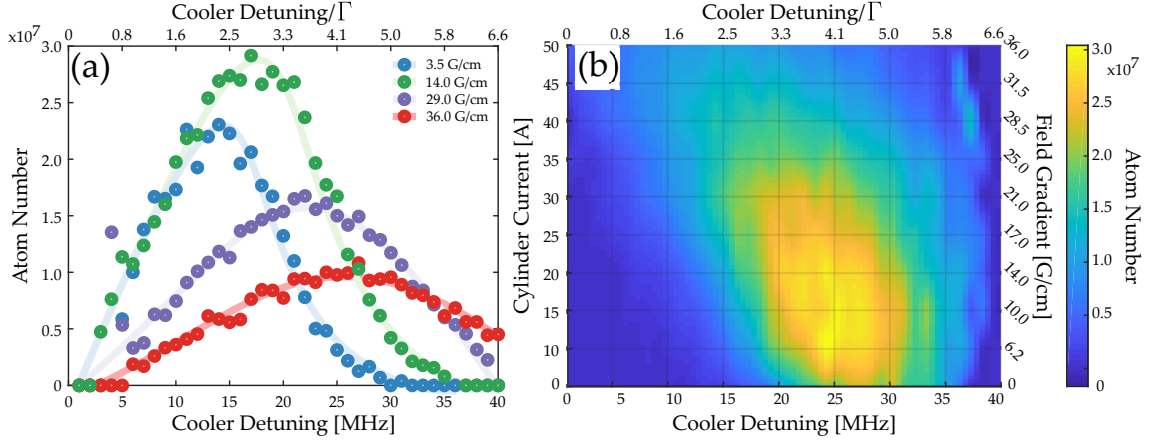 Cooler Detuning/Γ
0 0.8 1.6 2.5 3.3 4.1 5.0 5.8 6.6
x10⁷
(a)
3.5 G/cm
14.0 G/cm
29.0 G/cm
36.0 G/cm
3.0
2.5
2.0
1.5
1.0
0.5
0
Atom Number
0 5 10 15 20 25 30 35 40
Cooler Detuning [MHz]
Cooler Detuning/Γ
0 0.8 1.6 2.5 3.3 4.1 5.0 5.8 6.6
(b)
50
45
40
35
30
25
20
15
10
5
0
Cylinder Current [A]
36.0
31.5
28.5
25.0
21.0
17.0
14.0
10.0
6.2
0
Field Gradient [G/cm]
0 5 10 15 20 25 30 35 40
Cooler Detuning [MHz]
3.0
x10⁷
2.5
2.0
1.5
1.0
0.5
0
Atom Number